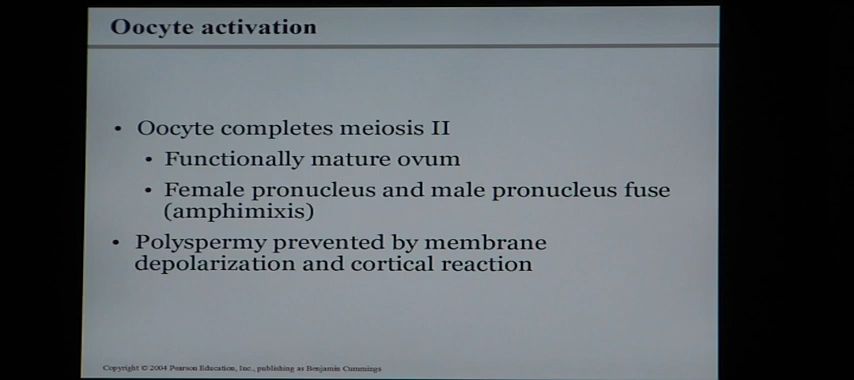 Oocyte activation
• Oocyte completes meiosis II
• Functionally mature ovum
• Female pronucleus and male pronucleus fuse
(amphimixis)
• Polyspermy prevented by membrane
depolarization and cortical reaction
Copyright © 2004 Pearson Education, Inc., publishing as Benjamin Cummings